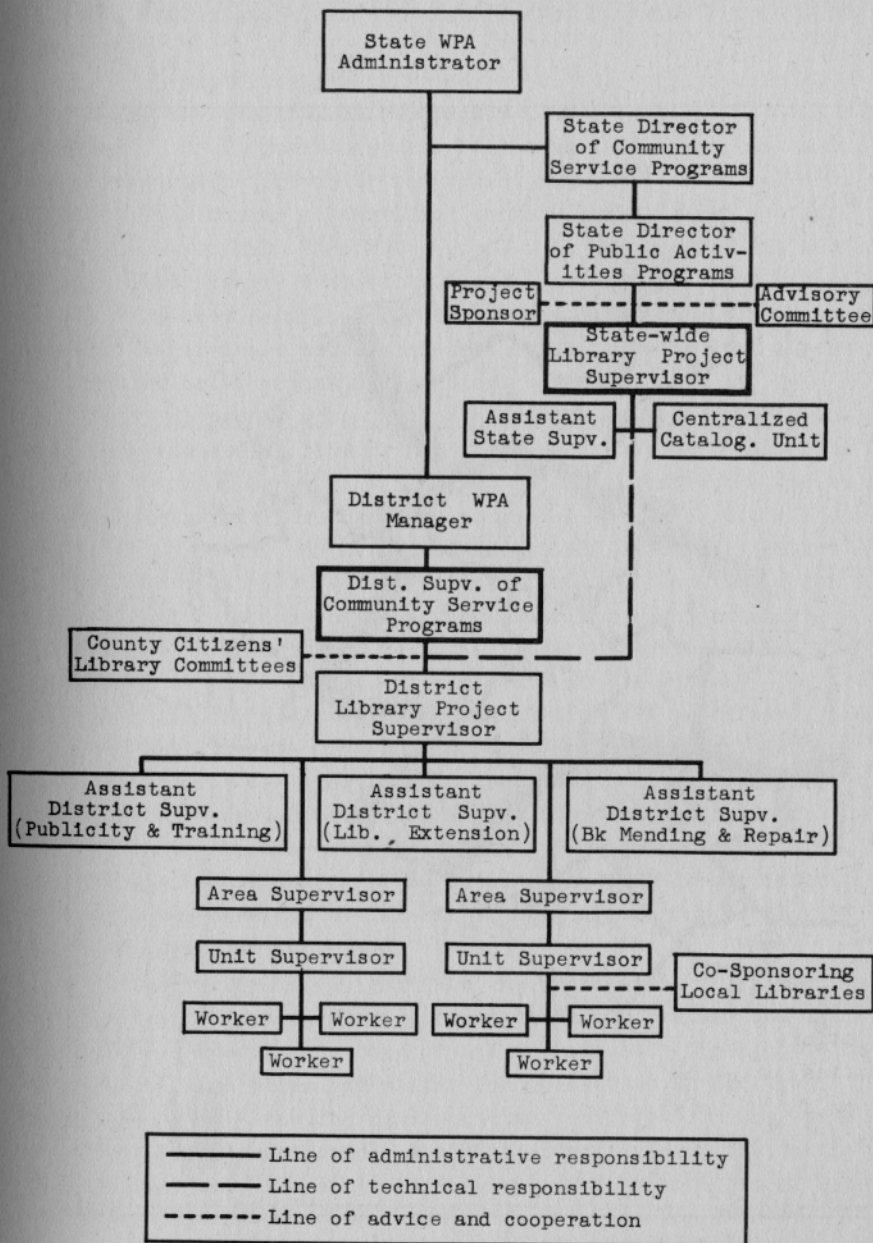 State WPA
Administrator
State Director
of Community
Service Programs
State Director
of Public Activ-
ities Programs
Project
Sponsor
Advisory
Committee
State-wide
Library Project
Supervisor
Assistant
State Supv.
Centralized
Catalog. Unit
District WPA
Manager
Dist. Supv. of
Community Service
Programs
County Citizens'
Library Committees
District
Library Project
Supervisor
Assistant
District Supv.
(Publicity & Training)
Assistant
District Supv.
(Lib. Extension)
Assistant
District Supv.
(Bk Mending & Repair)
Area Supervisor
Area Supervisor
Unit Supervisor
Unit Supervisor
Co-Sponsoring
Local Libraries
Worker
Worker
Worker
Worker
Worker
Worker
Line of administrative responsibility
Line of technical responsibility
Line of advice and cooperation